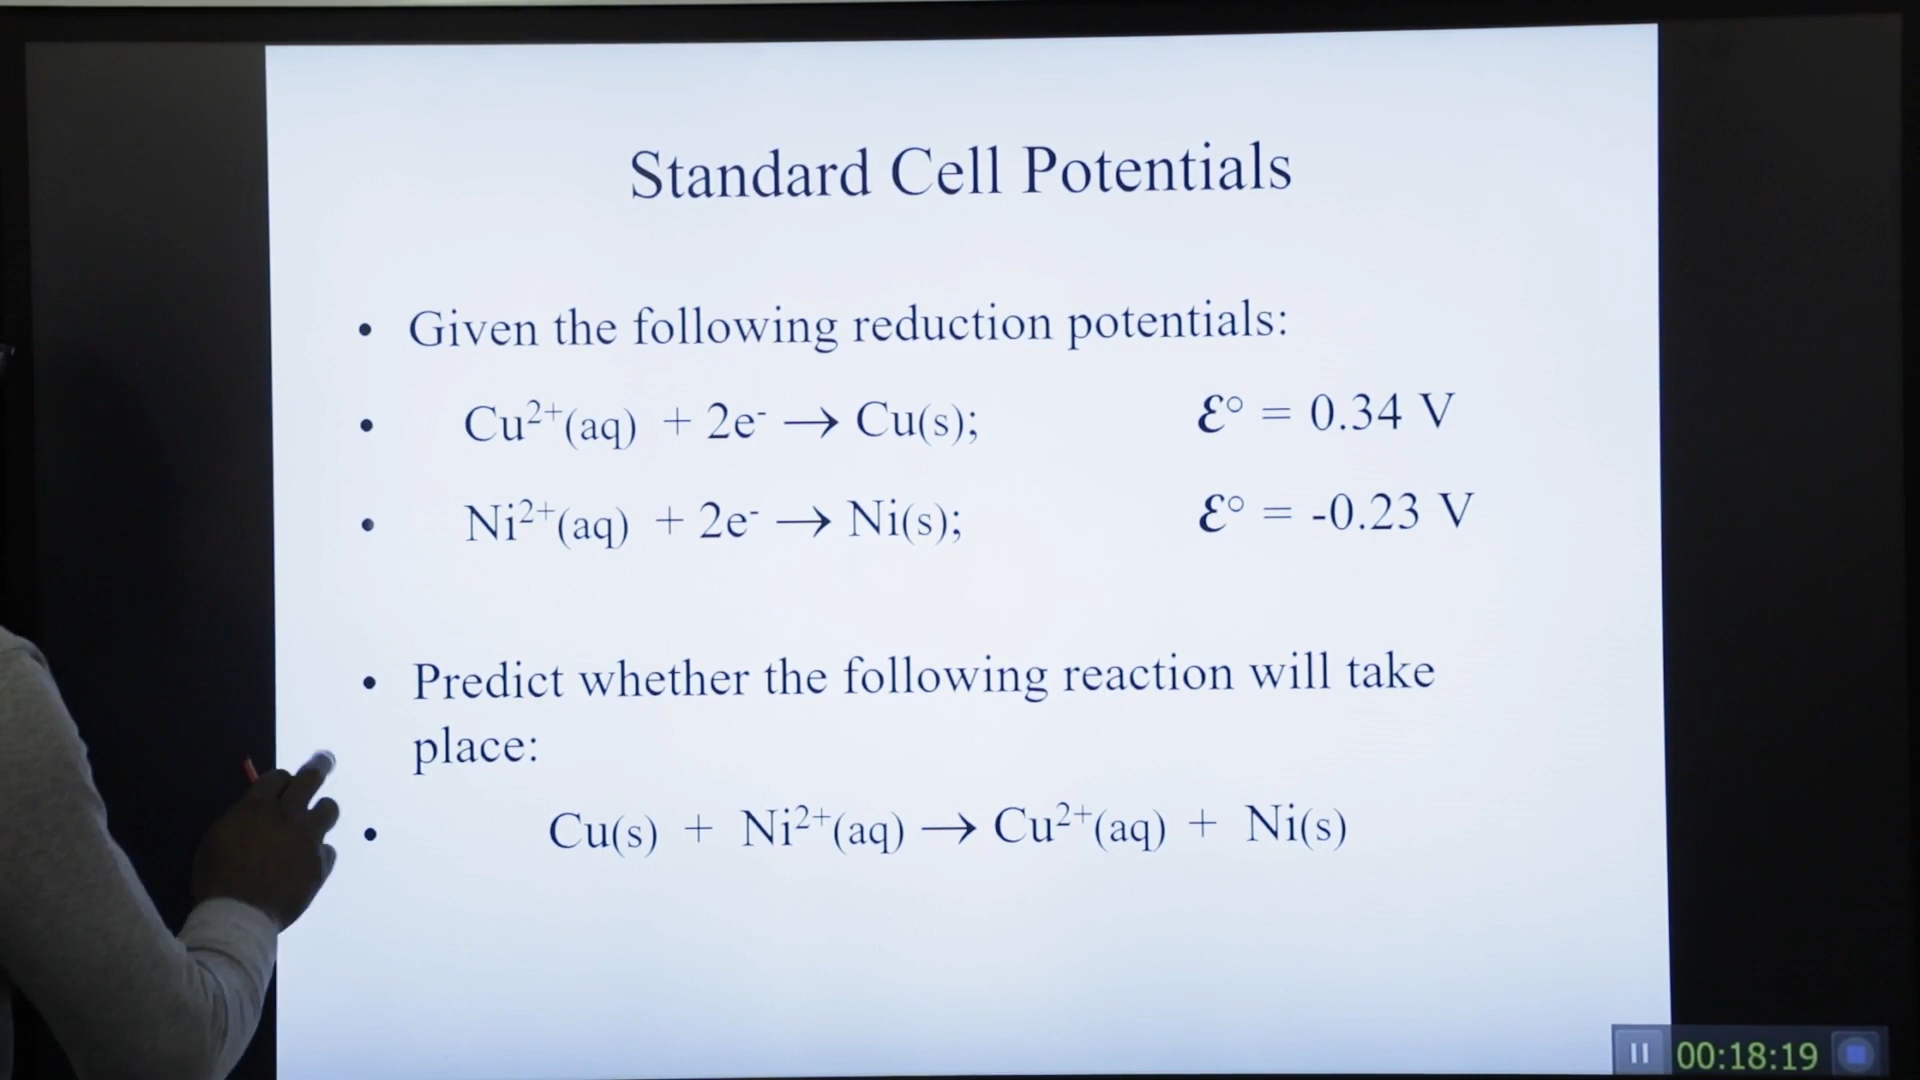 Standard Cell Potentials
• Given the following reduction potentials:
• Cu²⁺(aq) + 2e⁻ → Cu(s); ℰ° = 0.34 V
• Ni²⁺(aq) + 2e⁻ → Ni(s); ℰ° = -0.23 V
• Predict whether the following reaction will take
place:
• Cu(s) + Ni²⁺(aq) → Cu²⁺(aq) + Ni(s)
00:18:19